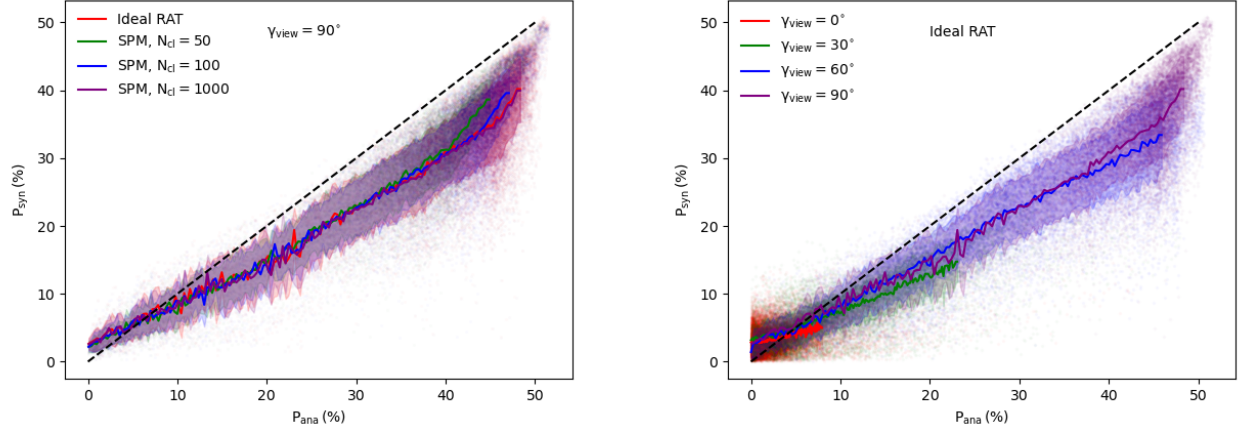 Ideal RAT
SPM, N_cl = 50
SPM, N_cl = 100
SPM, N_cl = 1000
γ_view = 90°
50
40
30
20
10
0
P_syn (%)
0 10 20 30 40 50
P_ana (%)
γ_view = 0°
γ_view = 30°
γ_view = 60°
γ_view = 90°
Ideal RAT
50
40
30
20
10
0
P_syn (%)
0 10 20 30 40 50
P_ana (%)